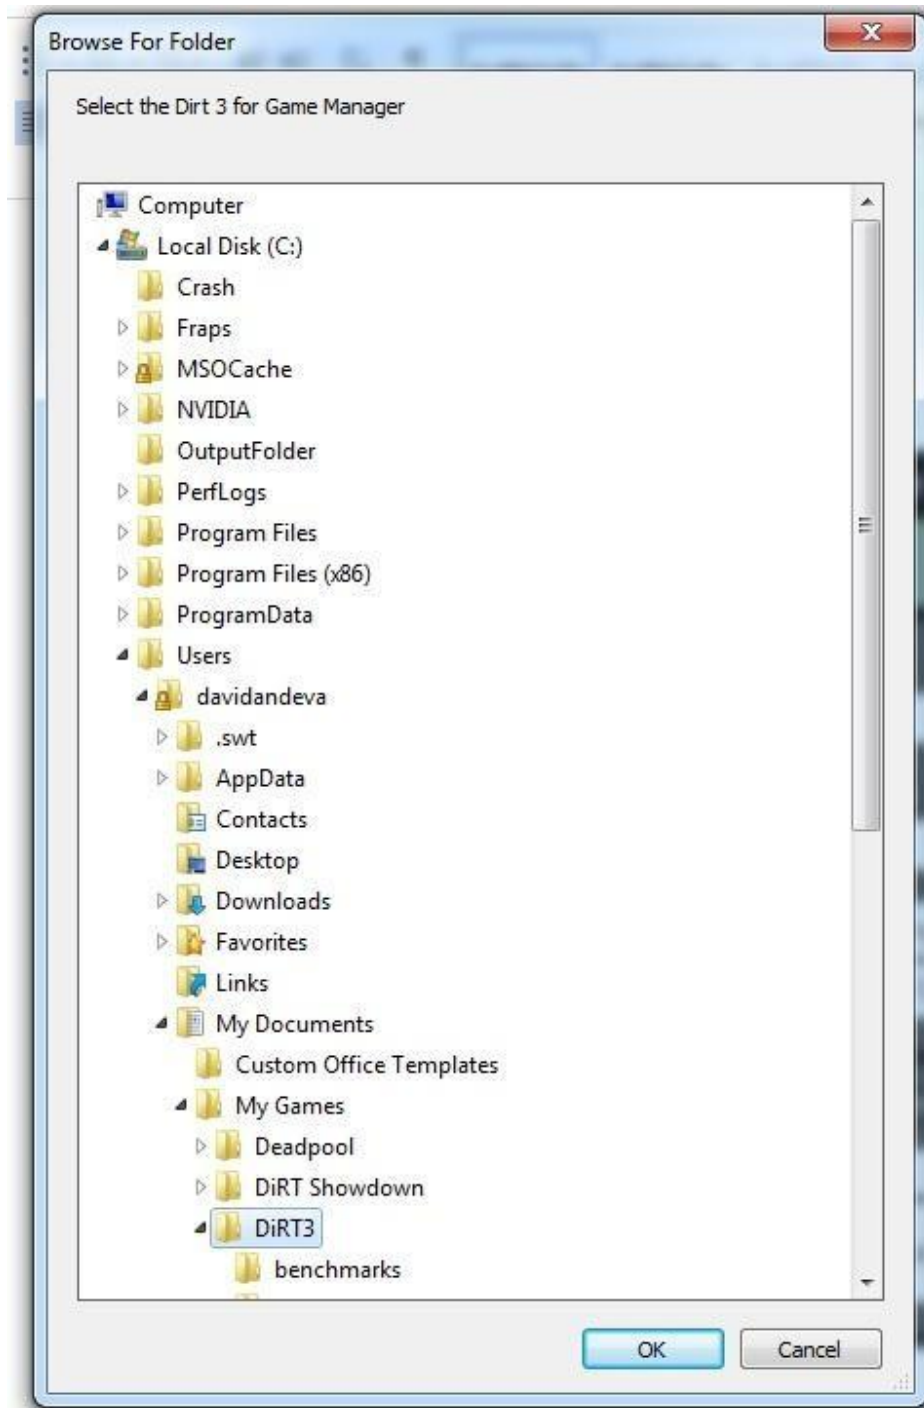 Browse For Folder
Select the Dirt 3 for Game Manager
Computer
Local Disk (C:)
Crash
Fraps
MSOCache
NVIDIA
OutputFolder
PerfLogs
Program Files
Program Files (x86)
ProgramData
Users
davidandeva
.swt
AppData
Contacts
Desktop
Downloads
Favorites
Links
My Documents
Custom Office Templates
My Games
Deadpool
DiRT Showdown
DiRT3
benchmarks
OK
Cancel